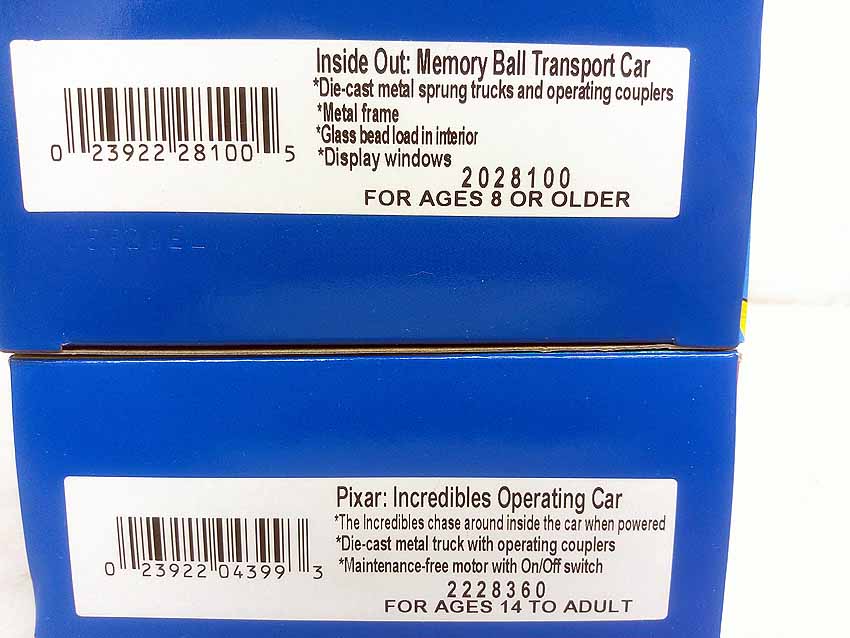 Inside Out: Memory Ball Transport Car
*Die-cast metal sprung trucks and operating couplers
*Metal frame
*Glass bead load in interior
*Display windows
0 23922 28100 5
2028100
FOR AGES 8 OR OLDER
Pixar: Incredibles Operating Car
*The Incredibles chase around inside the car when powered
*Die-cast metal truck with operating couplers
*Maintenance-free motor with On/Off switch
0 23922 04399 3
2228360
FOR AGES 14 TO ADULT